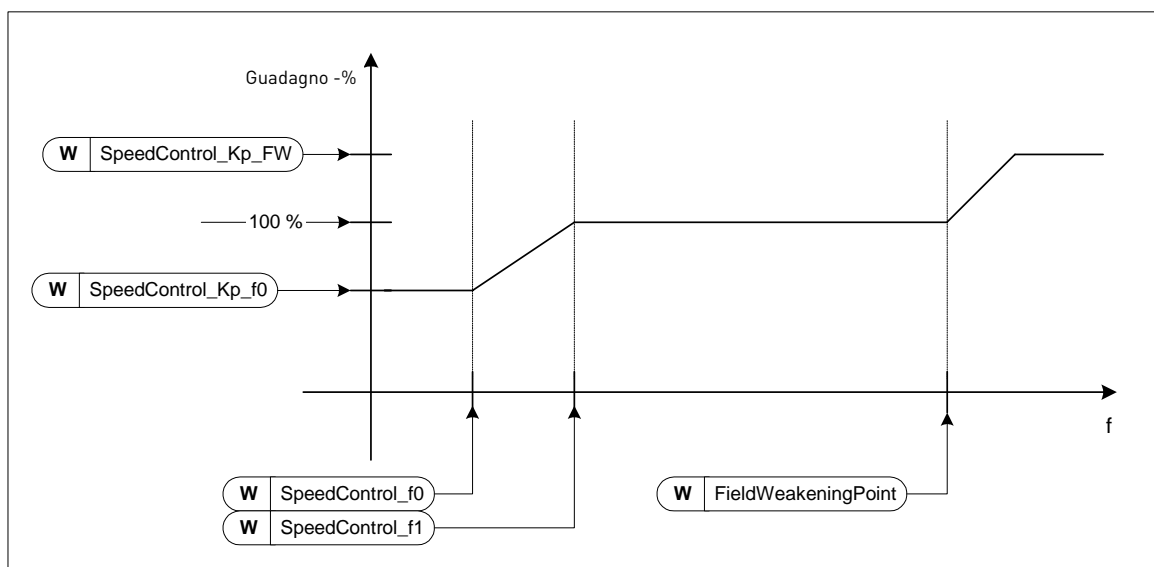 Guadagno -%
W SpeedControl_Kp_FW
100 %
W SpeedControl_Kp_f0
f
W SpeedControl_f0
W FieldWeakeningPoint
W SpeedControl_f1